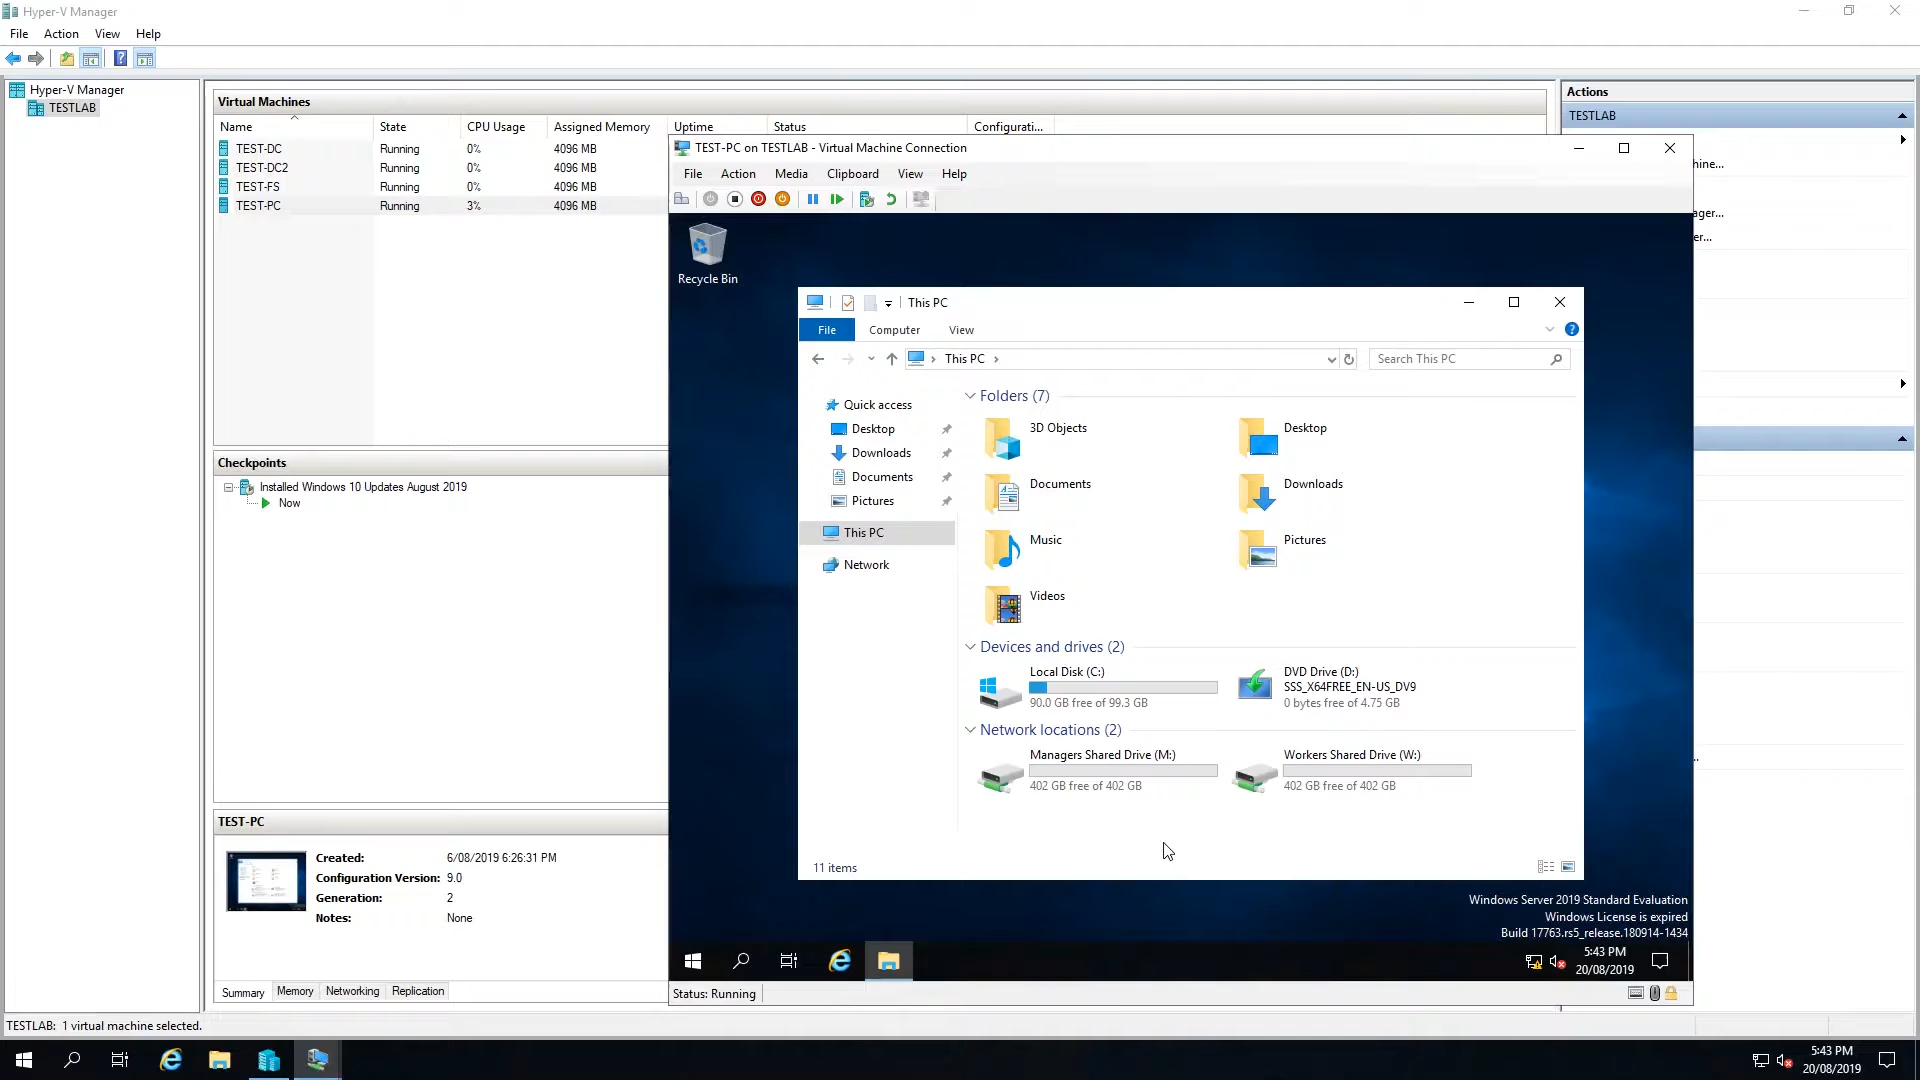 Hyper-V Manager
File Action View Help
Hyper-V Manager
TESTLAB
Virtual Machines
Name State CPU Usage Assigned Memory Uptime Status Configurati...
TEST-DC Running 0% 4096 MB
TEST-DC2 Running 0% 4096 MB
TEST-FS Running 0% 4096 MB
TEST-PC Running 3% 4096 MB
Checkpoints
Installed Windows 10 Updates August 2019
Now
TEST-PC
Created: 6/08/2019 6:26:31 PM
Configuration Version: 9.0
Generation: 2
Notes: None
Summary Memory Networking Replication
TESTLAB: 1 virtual machine selected.
Actions
TESTLAB
hine...
ager...
er...
TEST-PC on TESTLAB - Virtual Machine Connection
File Action Media Clipboard View Help
Recycle Bin
This PC
File Computer View
This PC
Search This PC
Quick access
Desktop
Downloads
Documents
Pictures
This PC
Network
Folders (7)
3D Objects
Desktop
Documents
Downloads
Music
Pictures
Videos
Devices and drives (2)
Local Disk (C:)
90.0 GB free of 99.3 GB
DVD Drive (D:)
SSS_X64FREE_EN-US_DV9
0 bytes free of 4.75 GB
Network locations (2)
Managers Shared Drive (M:)
402 GB free of 402 GB
Workers Shared Drive (W:)
402 GB free of 402 GB
11 items
Windows Server 2019 Standard Evaluation
Windows License is expired
Build 17763.rs5_release.180914-1434
5:43 PM
20/08/2019
Status: Running
5:43 PM
20/08/2019